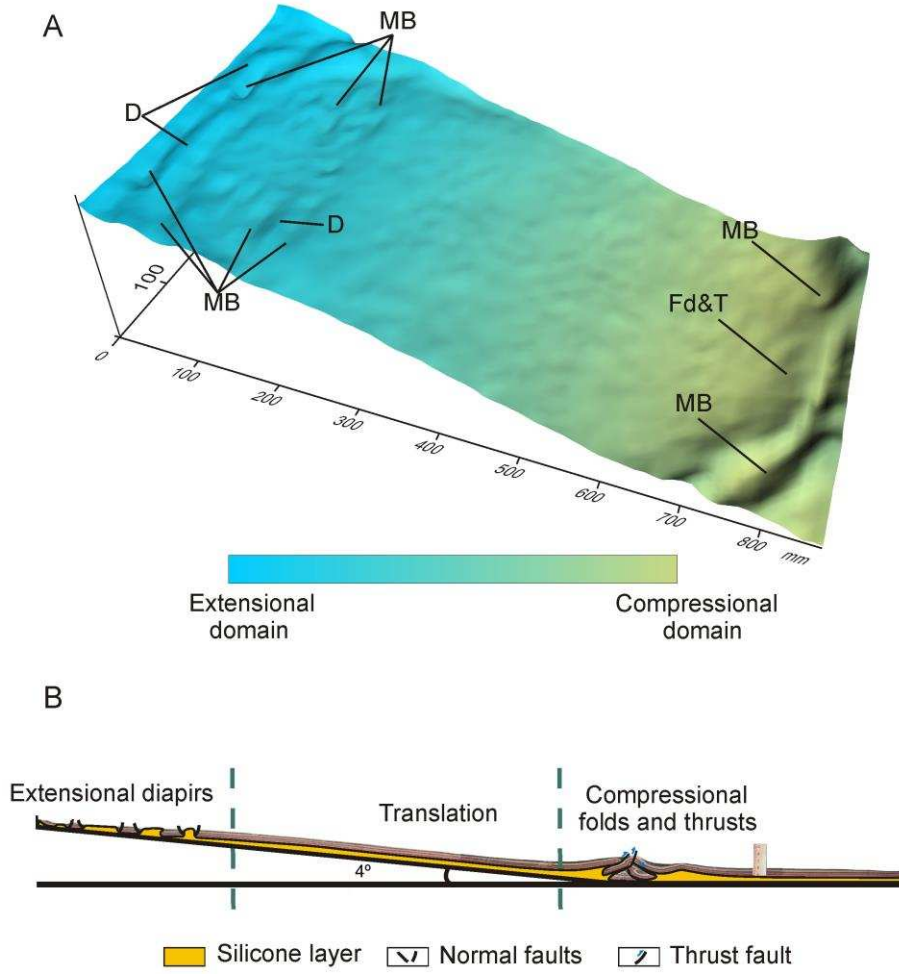 A
MB
D
D
MB
MB
Fd&T
MB
100
0
100
200
300
400
500
600
700
800
mm
Extensional
domain
Compressional
domain
B
Extensional diapirs
Translation
Compressional
folds and thrusts
4º
Silicone layer
Normal faults
Thrust fault